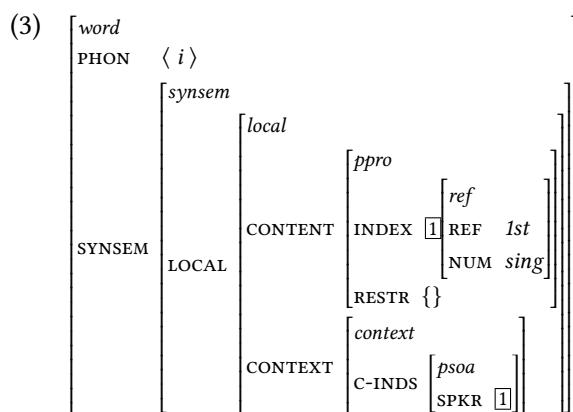 (3)
word
PHON ⟨ i ⟩
synsem
local
ppro
ref
CONTENT INDEX 1 REF 1st
SYNSEM LOCAL NUM sing
RESTR {}
context
CONTEXT C-INDS psoa
SPKR 1